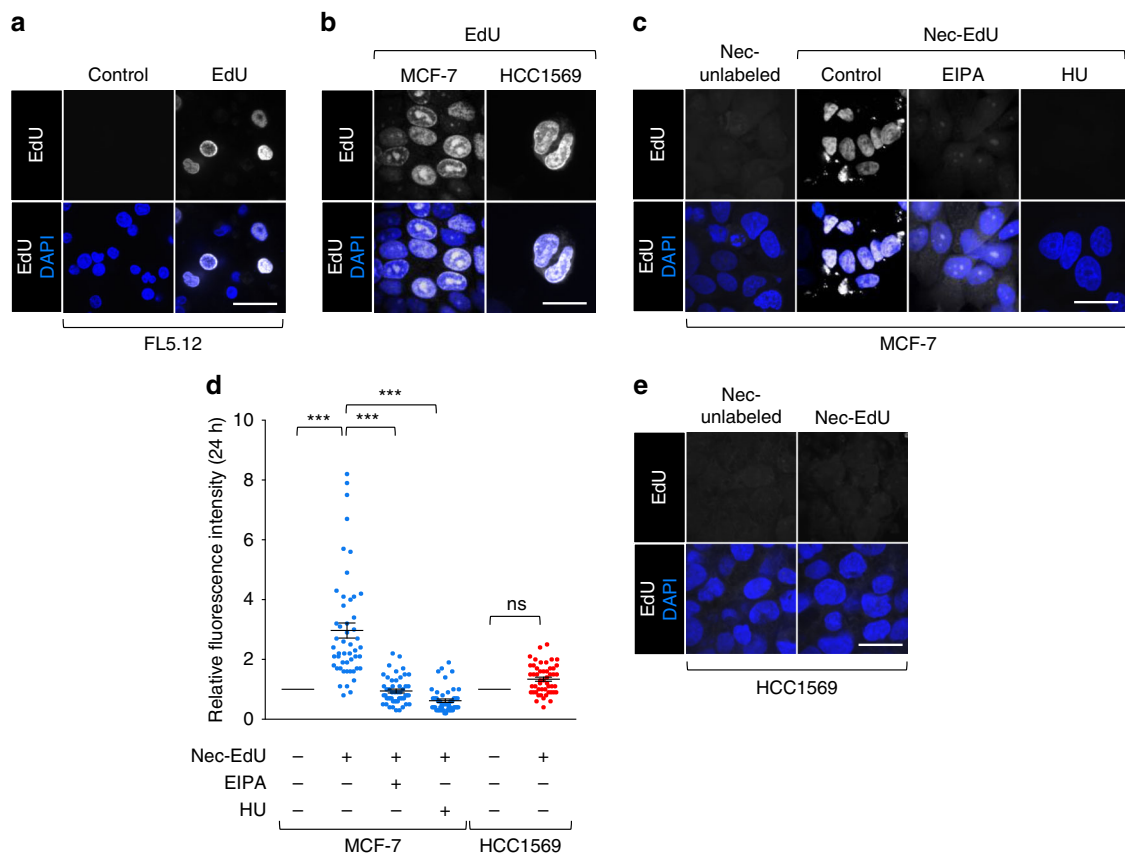 a
Control EdU
EdU
EdU
DAPI
FL5.12
b
EdU
MCF-7 HCC1569
EdU
EdU
DAPI
c
Nec-
unlabeled
Nec-EdU
Control EIPA HU
EdU
EdU
DAPI
MCF-7
d
Relative fluorescence intensity (24 h)
10
8
6
4
2
0
***
***
***
ns
Nec-EdU – + + + – +
EIPA – – + – – –
HU – – – + – –
MCF-7 HCC1569
e
Nec-
unlabeled
Nec-EdU
EdU
EdU
DAPI
HCC1569